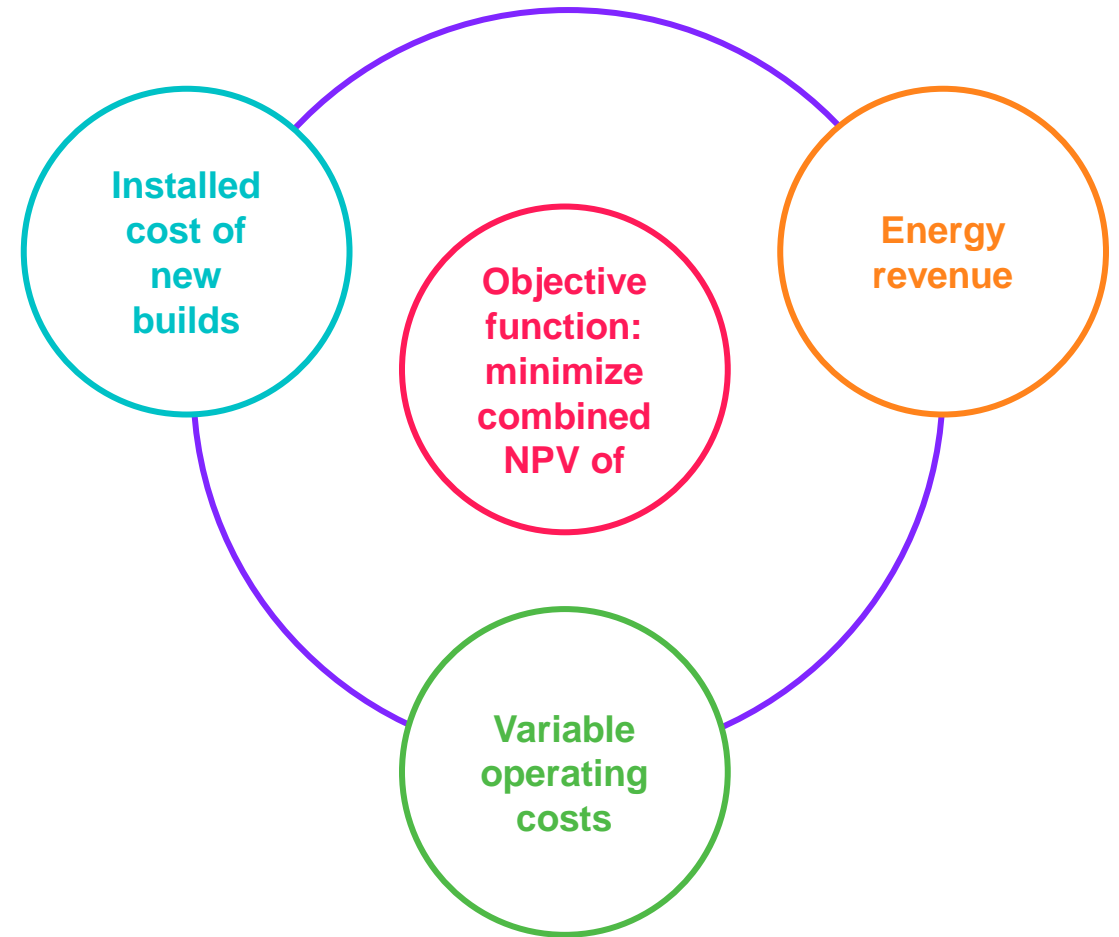 Installed
cost of
new
builds
Energy
revenue
Objective
function:
minimize
combined
NPV of
Variable
operating
costs